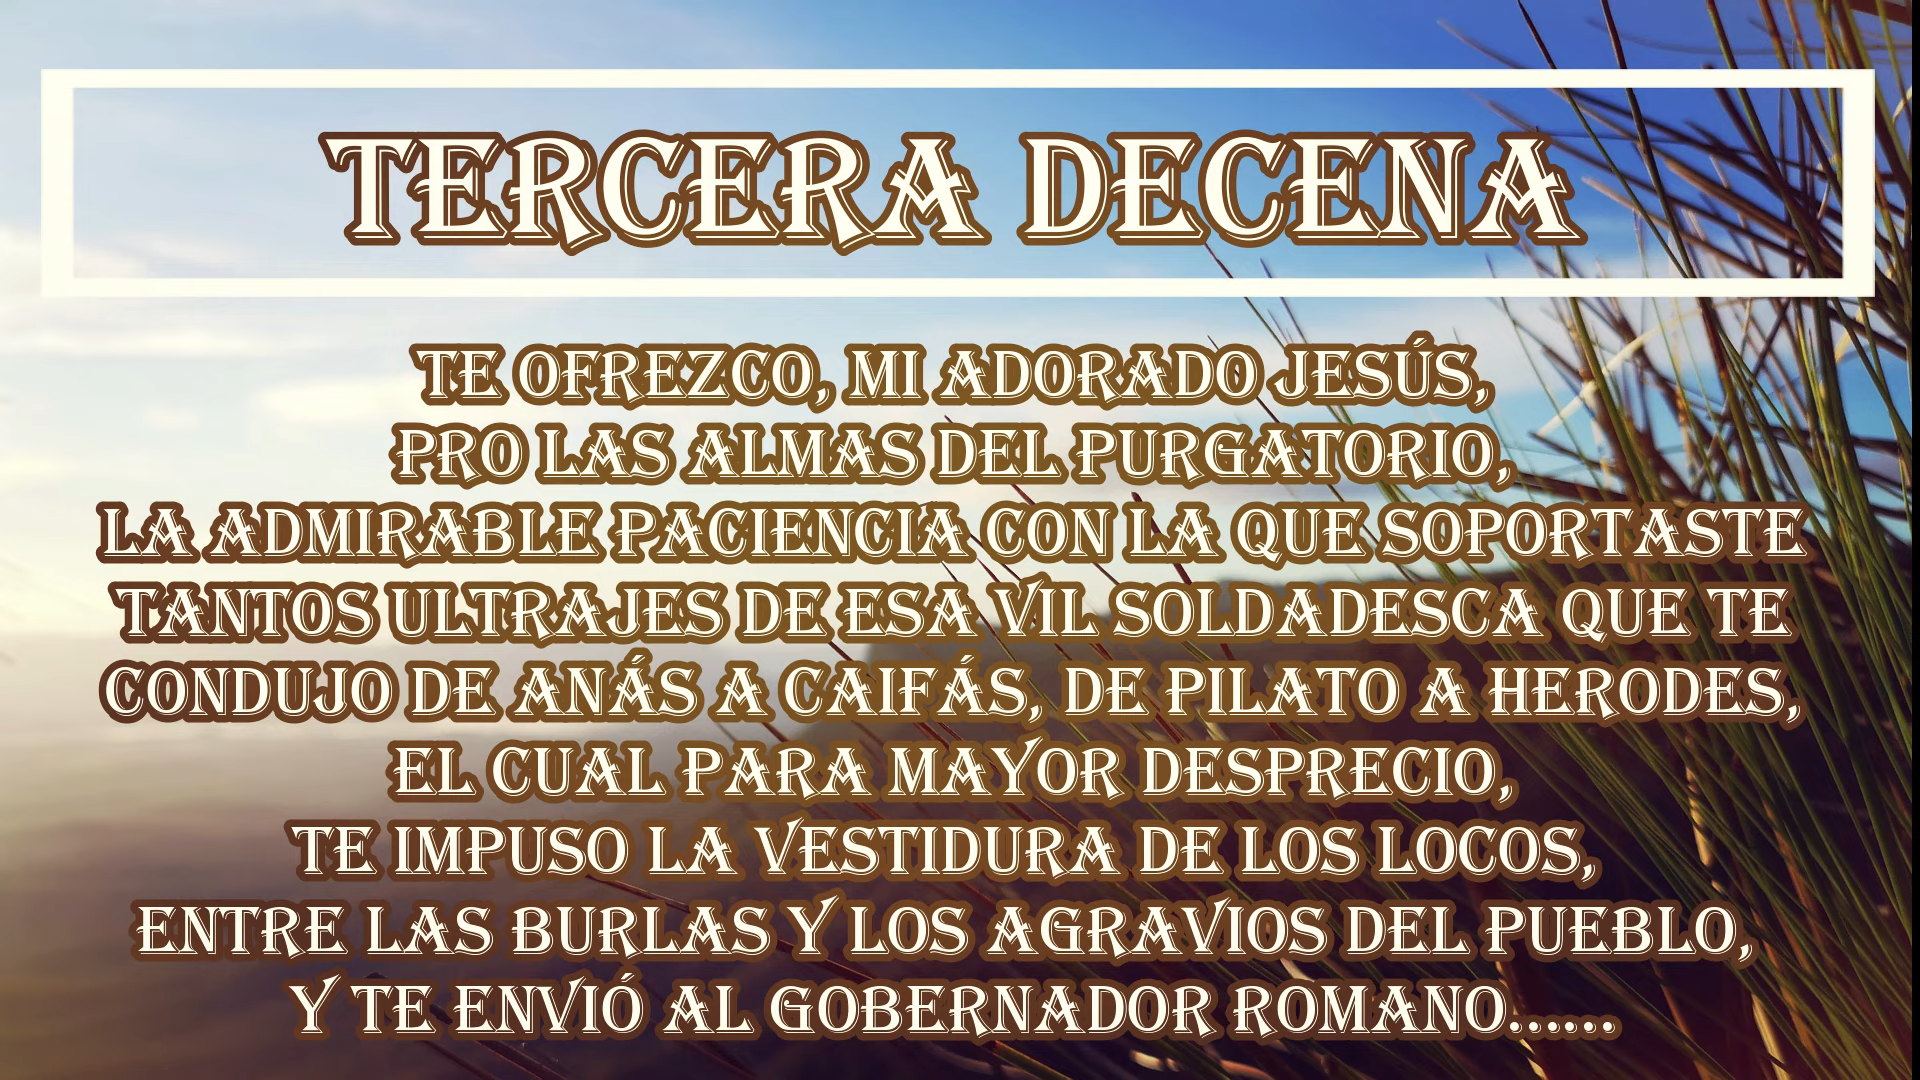 TERCERA DECENA
TE OFREZCO, MI ADORADO JESÚS,
PRO LAS ALMAS DEL PURGATORIO,
LA ADMIRABLE PACIENCIA CON LA QUE SOPORTASTE
TANTOS ULTRAJES DE ESA VIL SOLDADESCA QUE TE
CONDUJO DE ANÁS A CAIFÁS, DE PILATO A HERODES,
EL CUAL PARA MAYOR DESPRECIO,
TE IMPUSO LA VESTIDURA DE LOS LOCOS,
ENTRE LAS BURLAS Y LOS AGRAVIOS DEL PUEBLO,
Y TE ENVIÓ AL GOBERNADOR ROMANO......